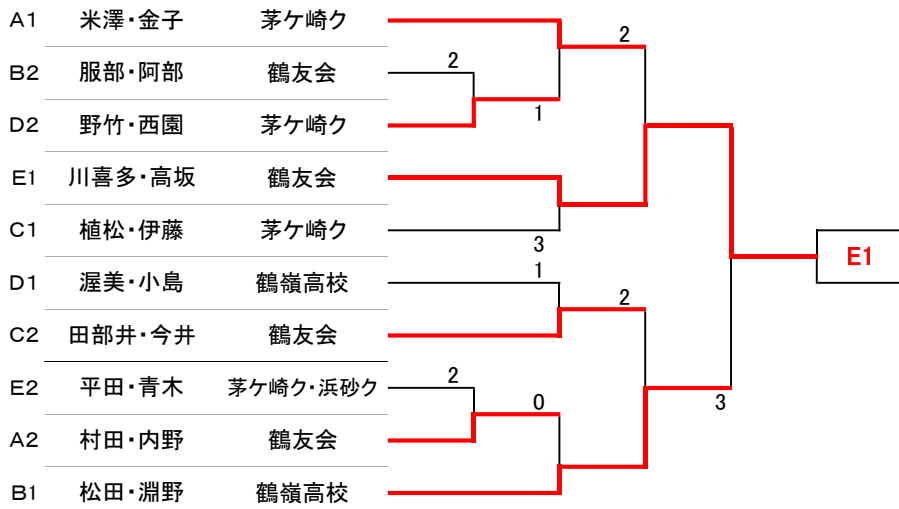 A1 米澤・金子 茅ケ崎ク
2
B2 服部・阿部 鶴友会 2
D2 野竹・西園 茅ケ崎ク 1
E1 川喜多・高坂 鶴友会
C1 植松・伊藤 茅ケ崎ク 3
E1
D1 渥美・小島 鶴嶺高校 1
2
C2 田部井・今井 鶴友会
E2 平田・青木 茅ケ崎ク・浜砂ク 2
0 3
A2 村田・内野 鶴友会
B1 松田・淵野 鶴嶺高校